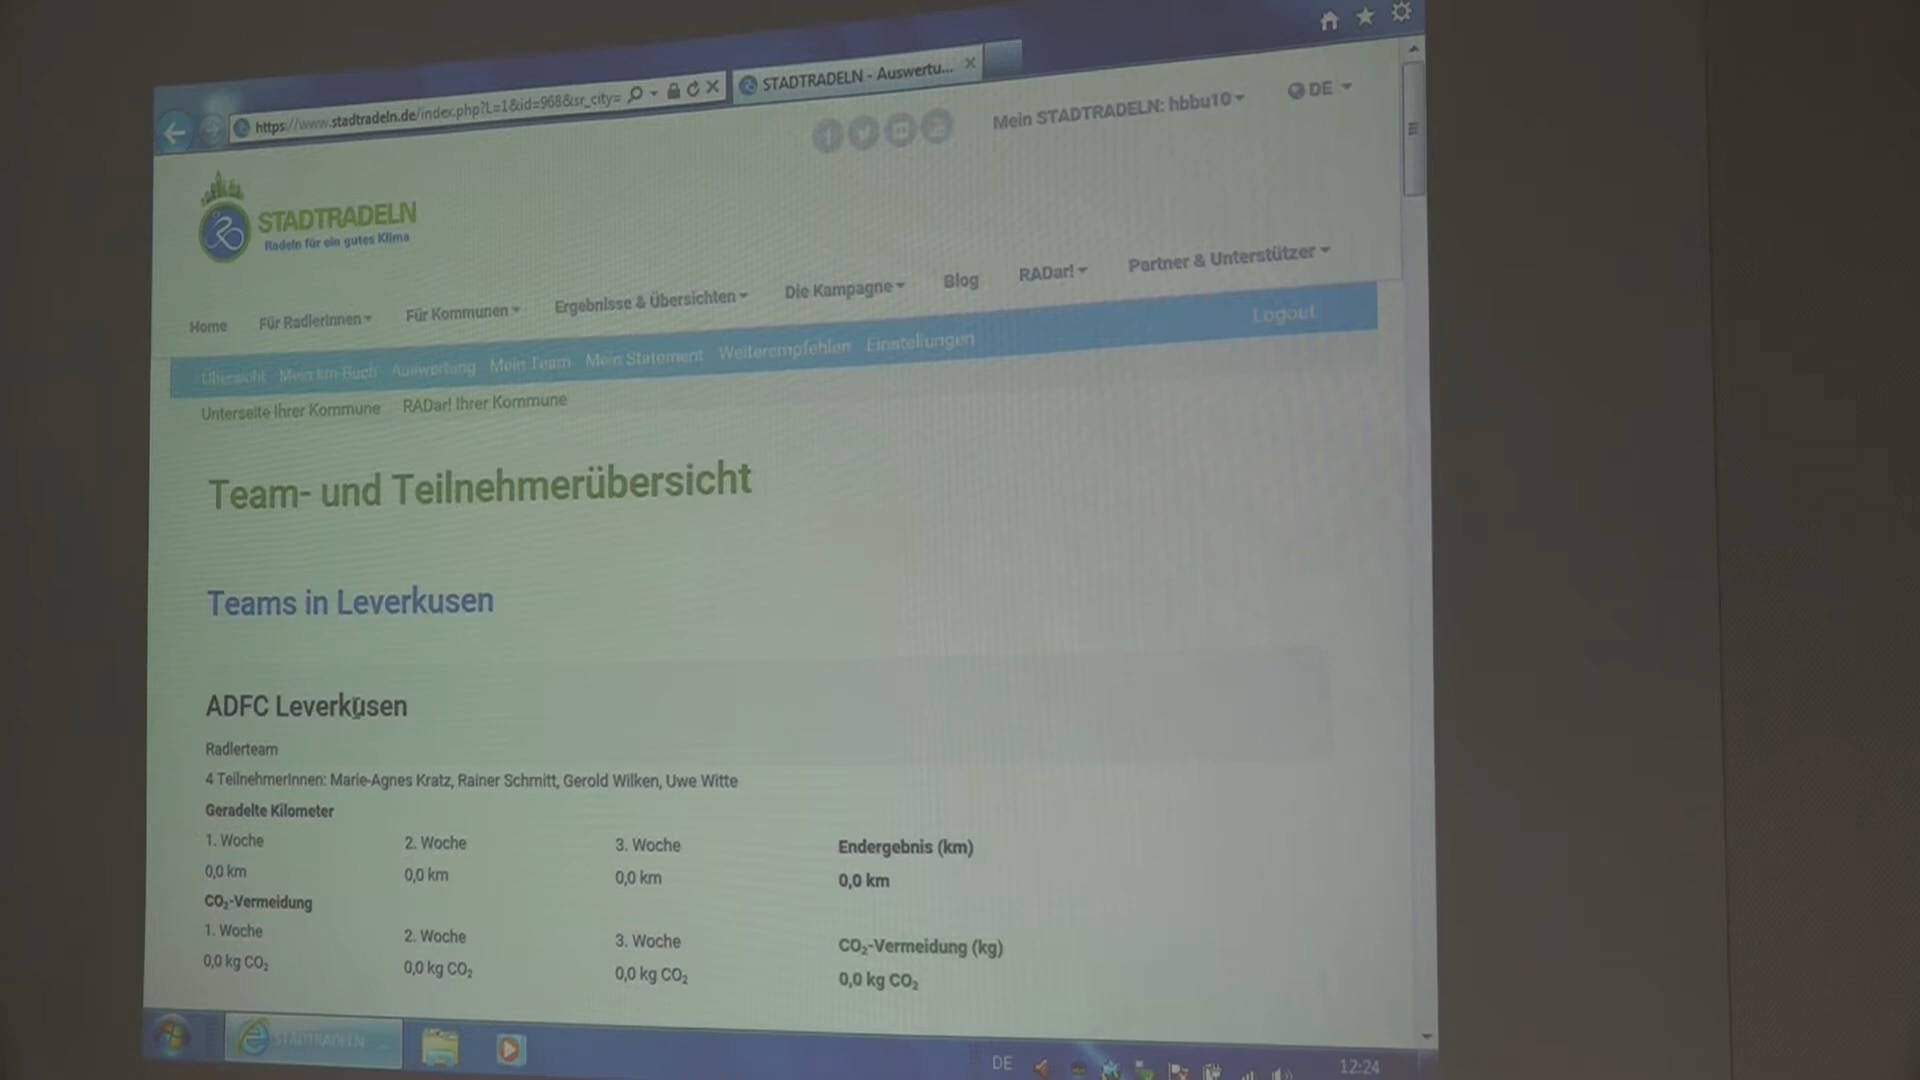 https://www.stadtradeln.de/index.php?L=1&id=968&sr_city=
STADTRADELN - Auswertu...
Mein STADTRADELN: hbbu10
DE
STADTRADELN
Radeln für ein gutes Klima
Home Für RadlerInnen Für Kommunen Ergebnisse & Übersichten Die Kampagne Blog RADar! Partner & Unterstützer
Übersicht Mein km-Buch Auswertung Mein Team Mein Statement Weiterempfehlen Einstellungen Logout
Unterseite Ihrer Kommune RADar! Ihrer Kommune
Team- und Teilnehmerübersicht
Teams in Leverkusen
ADFC Leverkusen
Radlerteam
4 TeilnehmerInnen: Marie-Agnes Kratz, Rainer Schmitt, Gerold Wilken, Uwe Witte
Geradelte Kilometer
1. Woche 2. Woche 3. Woche Endergebnis (km)
0,0 km 0,0 km 0,0 km 0,0 km
CO₂-Vermeidung
1. Woche 2. Woche 3. Woche CO₂-Vermeidung (kg)
0,0 kg CO₂ 0,0 kg CO₂ 0,0 kg CO₂ 0,0 kg CO₂
STADTRADELN ...
DE 12:24